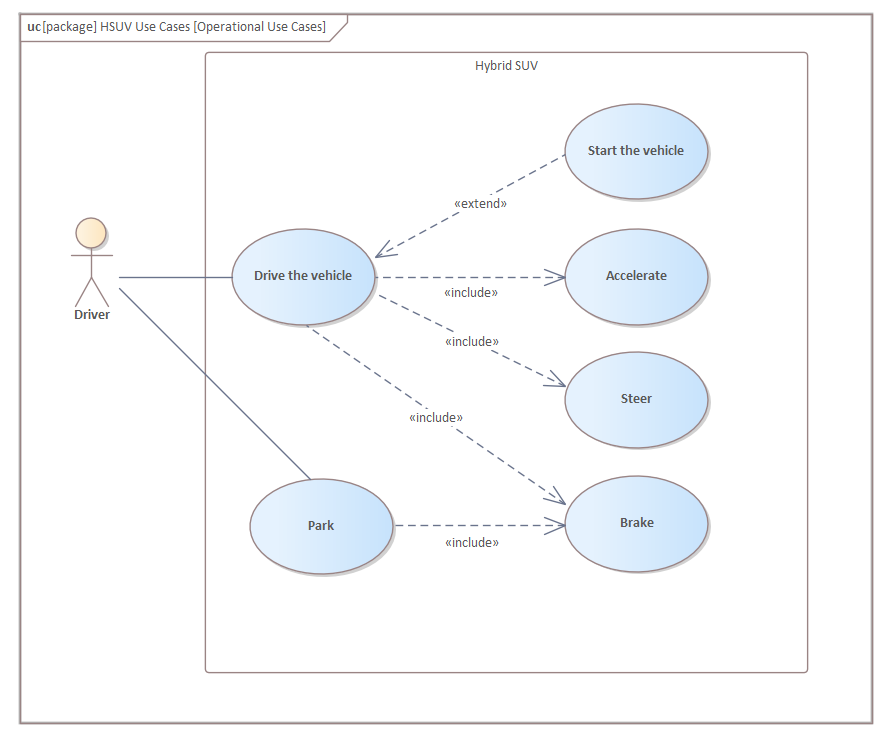 uc [package] HSUV Use Cases [Operational Use Cases]
Hybrid SUV
Start the vehicle
«extend»
Driver
Drive the vehicle
Accelerate
«include»
«include»
Steer
«include»
Park
Brake
«include»